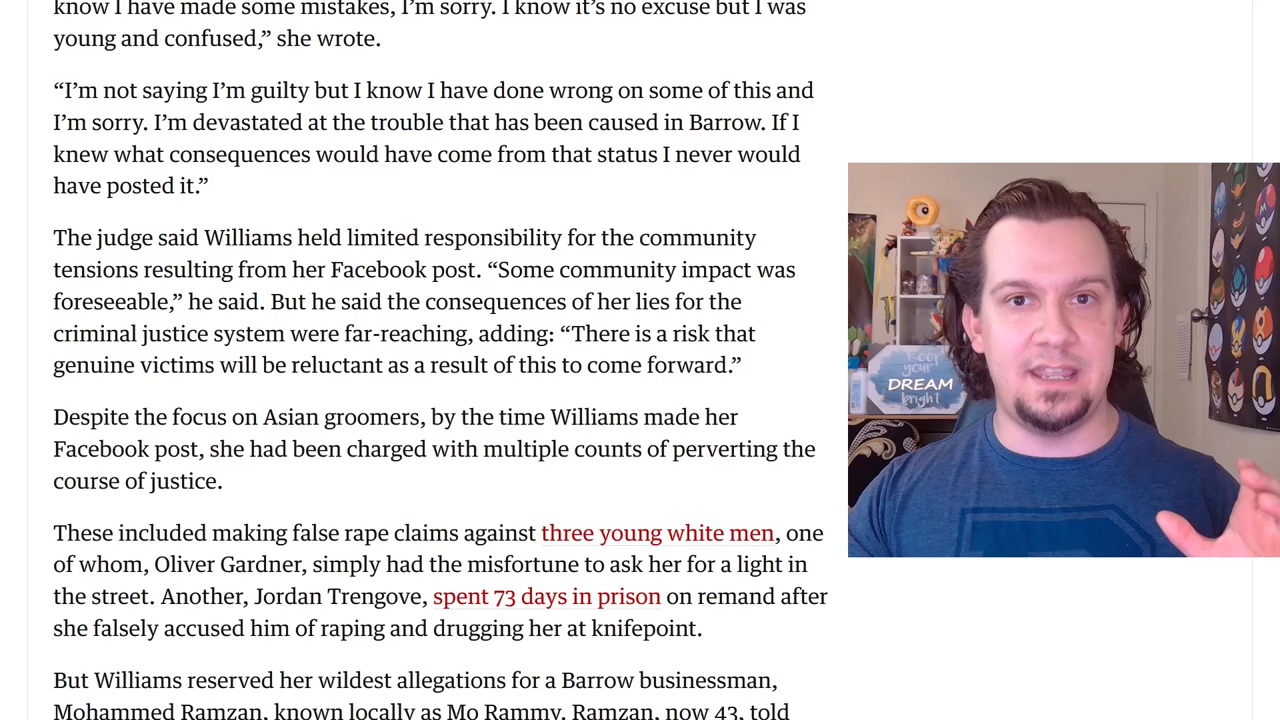 know I have made some mistakes, I’m sorry. I know it’s no excuse but I was
young and confused,” she wrote.
“I’m not saying I’m guilty but I know I have done wrong on some of this and
I’m sorry. I’m devastated at the trouble that has been caused in Barrow. If I
knew what consequences would have come from that status I never would
have posted it.”
The judge said Williams held limited responsibility for the community
tensions resulting from her Facebook post. “Some community impact was
foreseeable,” he said. But he said the consequences of her lies for the
criminal justice system were far-reaching, adding: “There is a risk that
genuine victims will be reluctant as a result of this to come forward.”
Despite the focus on Asian groomers, by the time Williams made her
Facebook post, she had been charged with multiple counts of perverting the
course of justice.
These included making false rape claims against three young white men, one
of whom, Oliver Gardner, simply had the misfortune to ask her for a light in
the street. Another, Jordan Trengove, spent 73 days in prison on remand after
she falsely accused him of raping and drugging her at knifepoint.
But Williams reserved her wildest allegations for a Barrow businessman,
Mohammed Ramzan, known locally as Mo Rammy. Ramzan, now 43, told
Keep
your
DREAM
bright